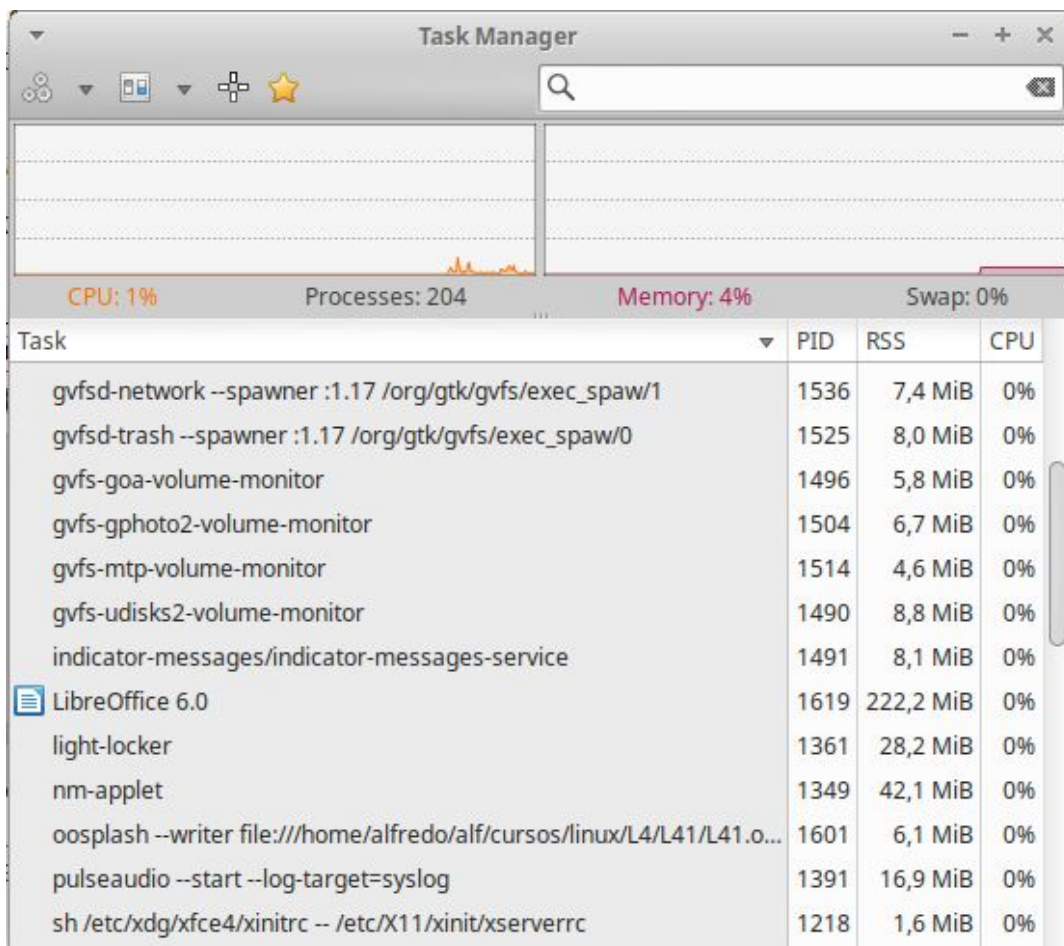 Task Manager
CPU: 1% Processes: 204 Memory: 4% Swap: 0%
Task PID RSS CPU
gvfsd-network --spawner :1.17 /org/gtk/gvfs/exec_spaw/1 1536 7,4 MiB 0%
gvfsd-trash --spawner :1.17 /org/gtk/gvfs/exec_spaw/0 1525 8,0 MiB 0%
gvfs-goa-volume-monitor 1496 5,8 MiB 0%
gvfs-gphoto2-volume-monitor 1504 6,7 MiB 0%
gvfs-mtp-volume-monitor 1514 4,6 MiB 0%
gvfs-udisks2-volume-monitor 1490 8,8 MiB 0%
indicator-messages/indicator-messages-service 1491 8,1 MiB 0%
LibreOffice 6.0 1619 222,2 MiB 0%
light-locker 1361 28,2 MiB 0%
nm-applet 1349 42,1 MiB 0%
oosplash --writer file:///home/alfredo/alf/cursos/linux/L4/L41/L41.o... 1601 6,1 MiB 0%
pulseaudio --start --log-target=syslog 1391 16,9 MiB 0%
sh /etc/xdg/xfce4/xinitrc -- /etc/X11/xinit/xserverrc 1218 1,6 MiB 0%